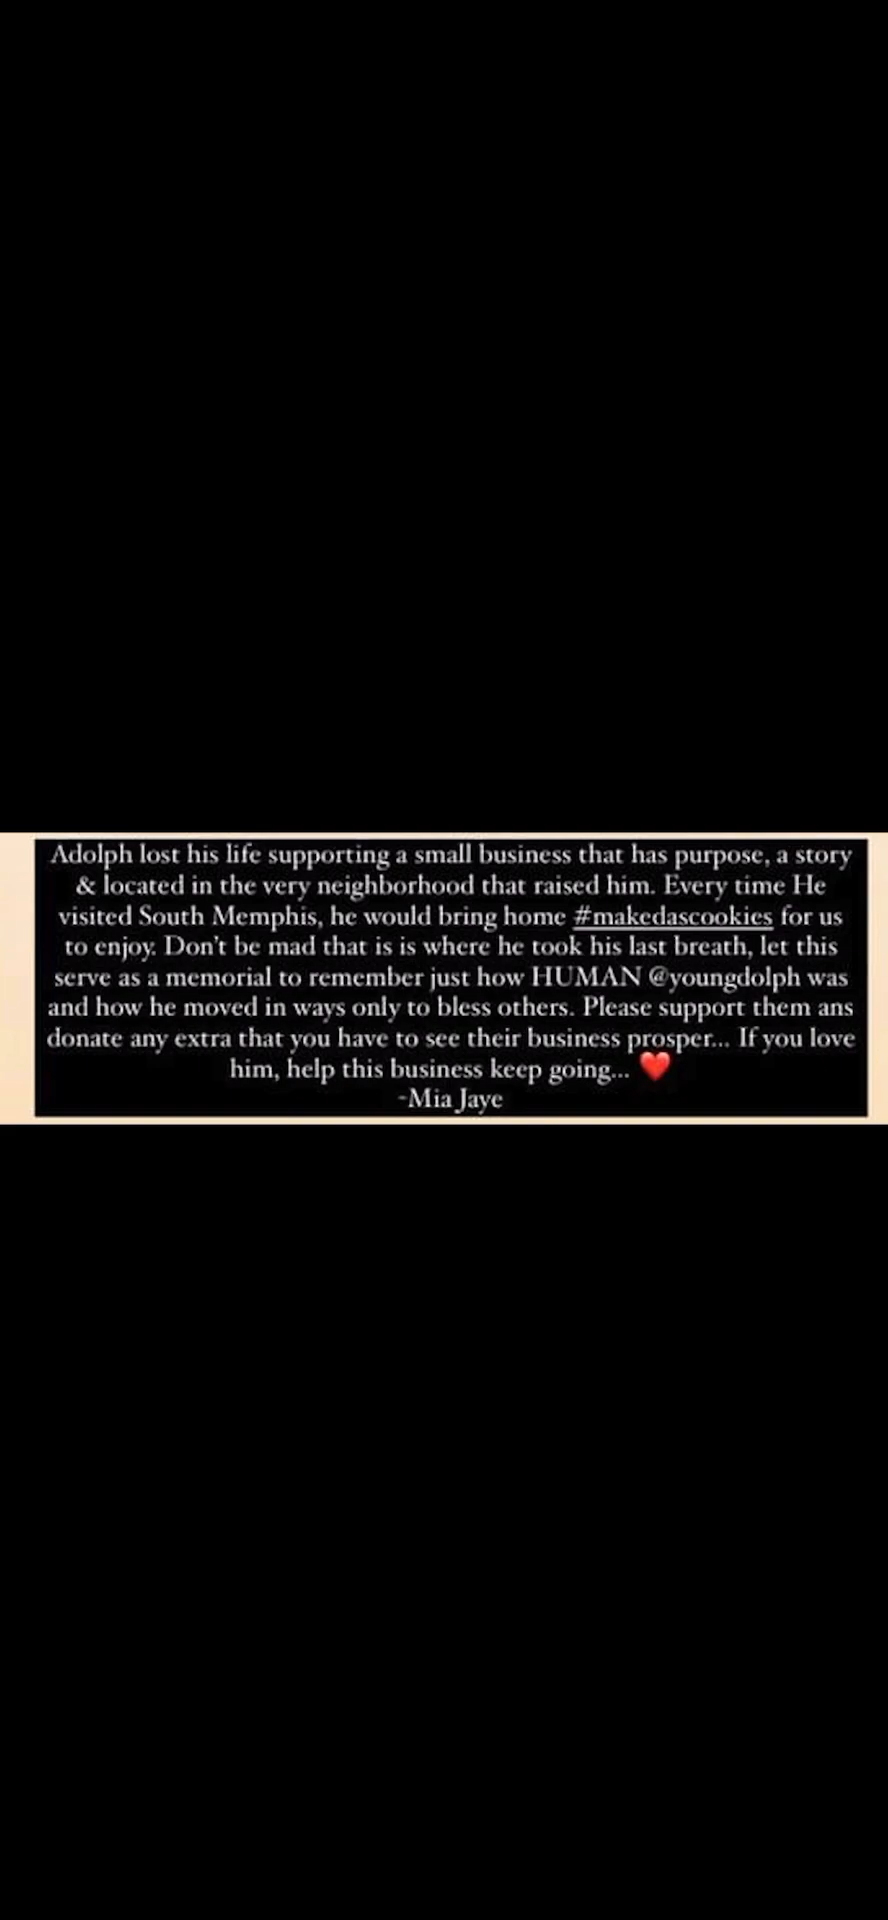 Adolph lost his life supporting a small business that has purpose, a story
& located in the very neighborhood that raised him. Every time He
visited South Memphis, he would bring home #makedascookies for us
to enjoy. Don't be mad that is is where he took his last breath, let this
serve as a memorial to remember just how HUMAN @youngdolph was
and how he moved in ways only to bless others. Please support them ans
donate any extra that you have to see their business prosper... If you love
him, help this business keep going... ❤️
-Mia Jaye